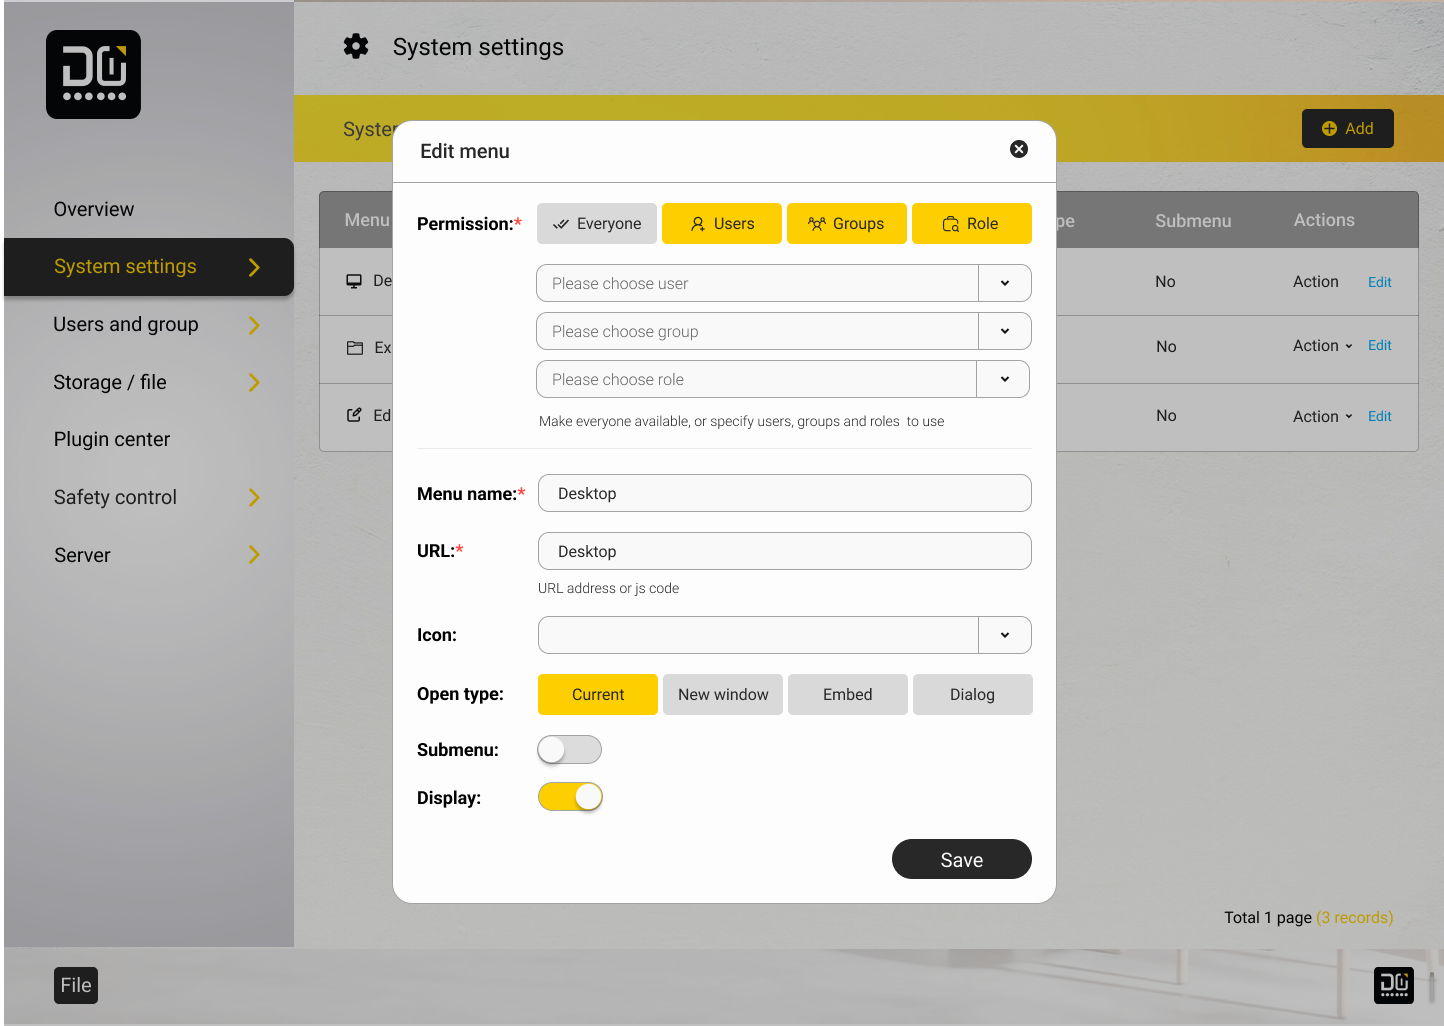 DG
System settings
Syste
Add
Overview
System settings
Users and group
Storage / file
Plugin center
Safety control
Server
Edit menu
Permission:*
Everyone
Users
Groups
Role
Please choose user
Please choose group
Please choose role
Make everyone available, or specify users, groups and roles to use
Menu name:*
Desktop
URL:*
Desktop
URL address or js code
Icon:
Open type:
Current
New window
Embed
Dialog
Submenu:
Display:
Save
Menu
pe
Submenu
Actions
De
No
Action
Edit
Ex
No
Action
Edit
Ed
No
Action
Edit
Total 1 page (3 records)
File
DG